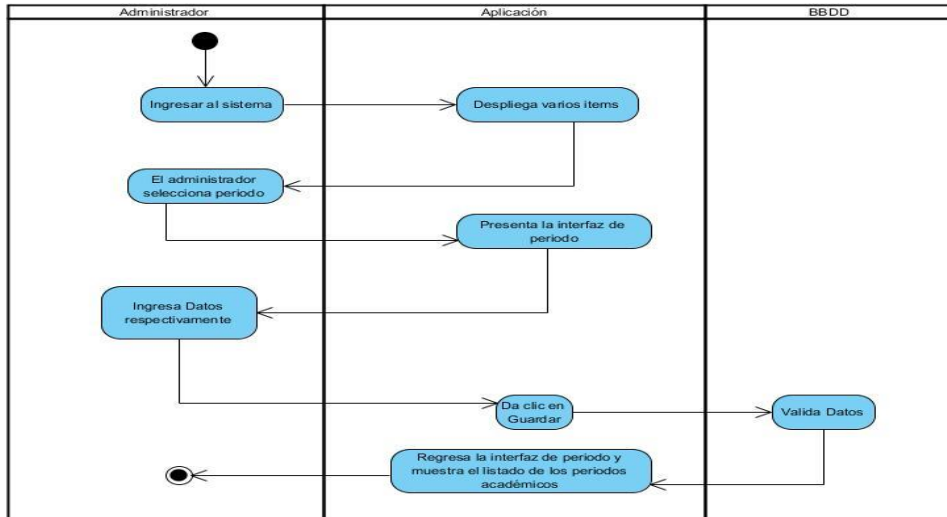 Administrador
Aplicación
BBDD
Ingresar al sistema
Despliega varios items
El administrador
selecciona periodo
Presenta la interfaz de
periodo
Ingresa Datos
respectivamente
Da clic en
Guardar
Valida Datos
Regresa la interfaz de periodo y
muestra el listado de los periodos
académicos